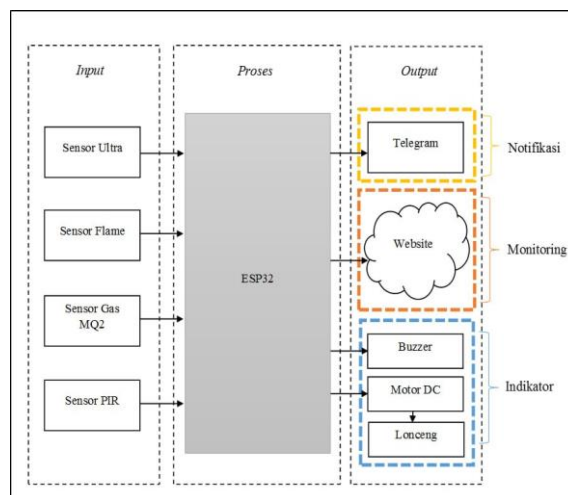 Input
Proses
Output
Sensor Ultra
Sensor Flame
Sensor Gas
MQ2
Sensor PIR
ESP32
Telegram
Website
Buzzer
Motor DC
Lonceng
Notifikasi
Monitoring
Indikator